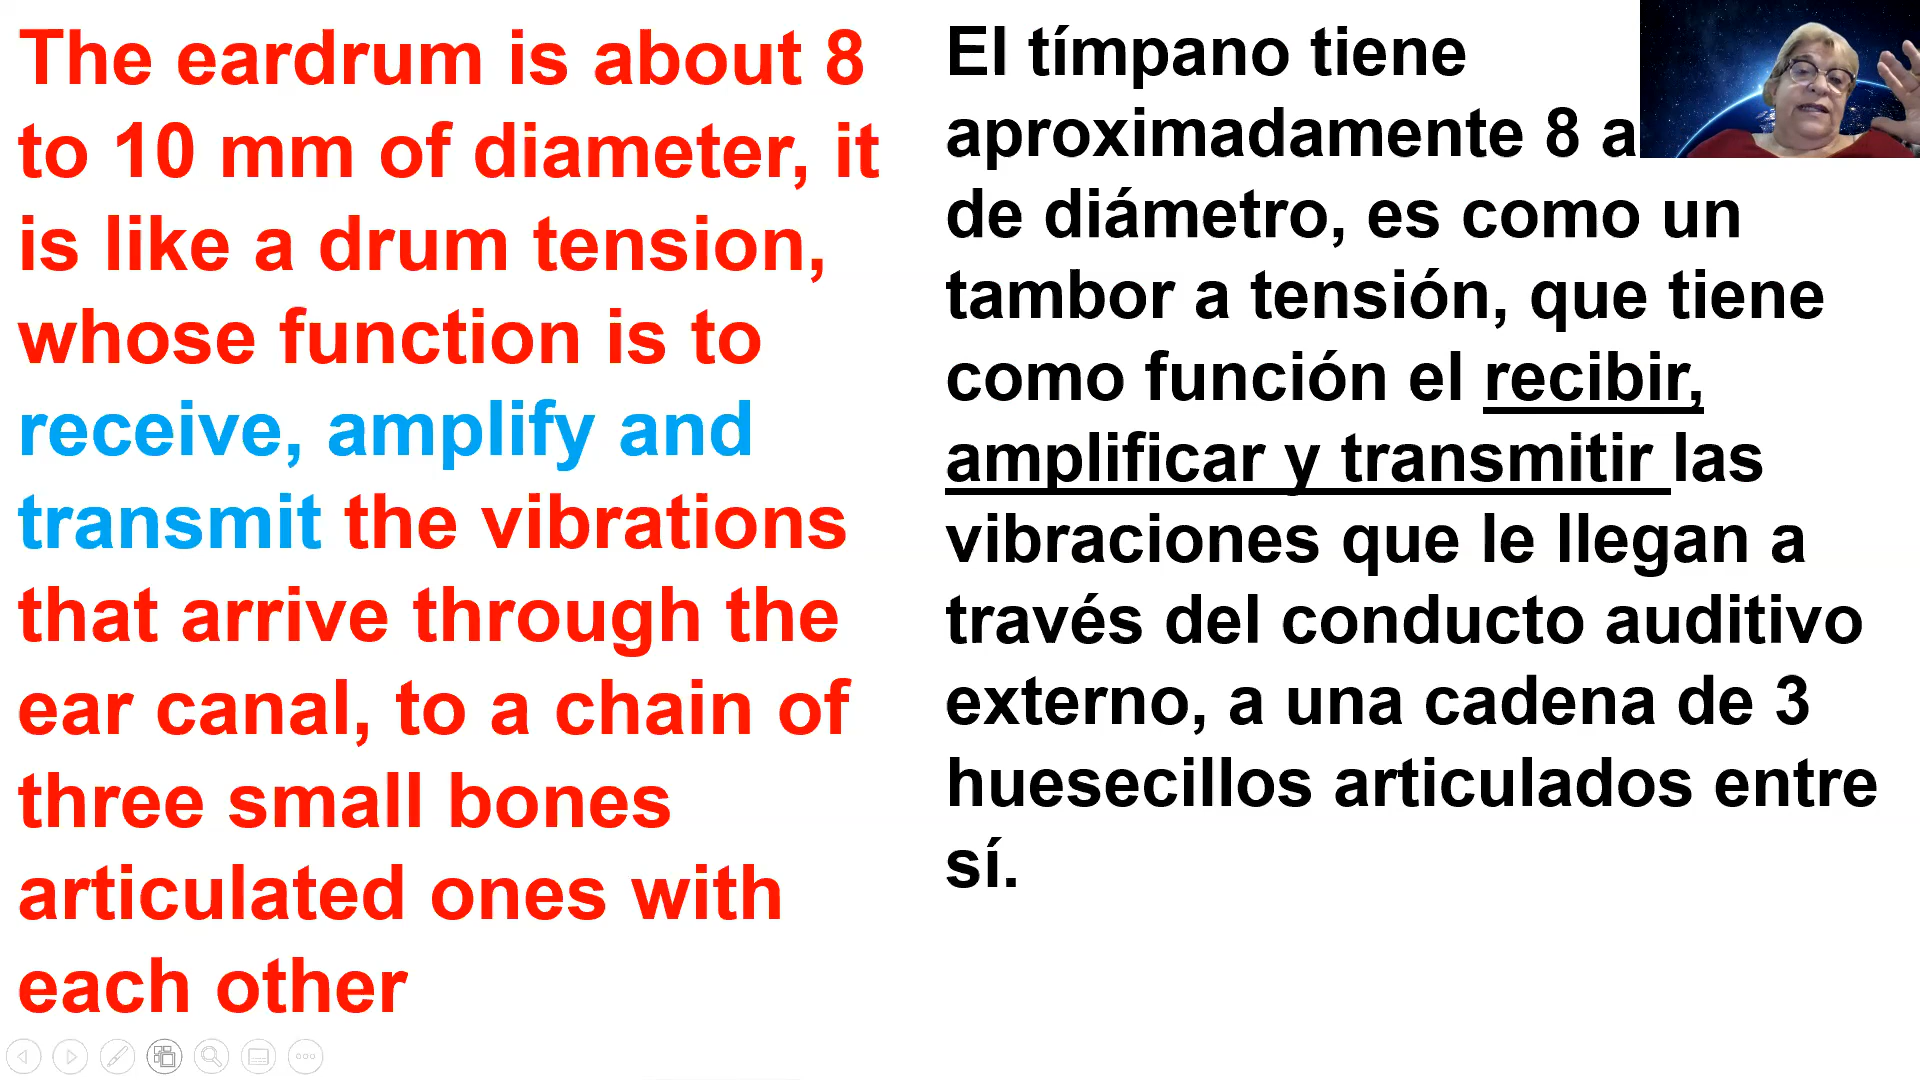 The eardrum is about 8
to 10 mm of diameter, it
is like a drum tension,
whose function is to
receive, amplify and
transmit the vibrations
that arrive through the
ear canal, to a chain of
three small bones
articulated ones with
each other
El tímpano tiene
aproximadamente 8 a
de diámetro, es como un
tambor a tensión, que tiene
como función el recibir,
amplificar y transmitir las
vibraciones que le llegan a
través del conducto auditivo
externo, a una cadena de 3
huesecillos articulados entre
sí.